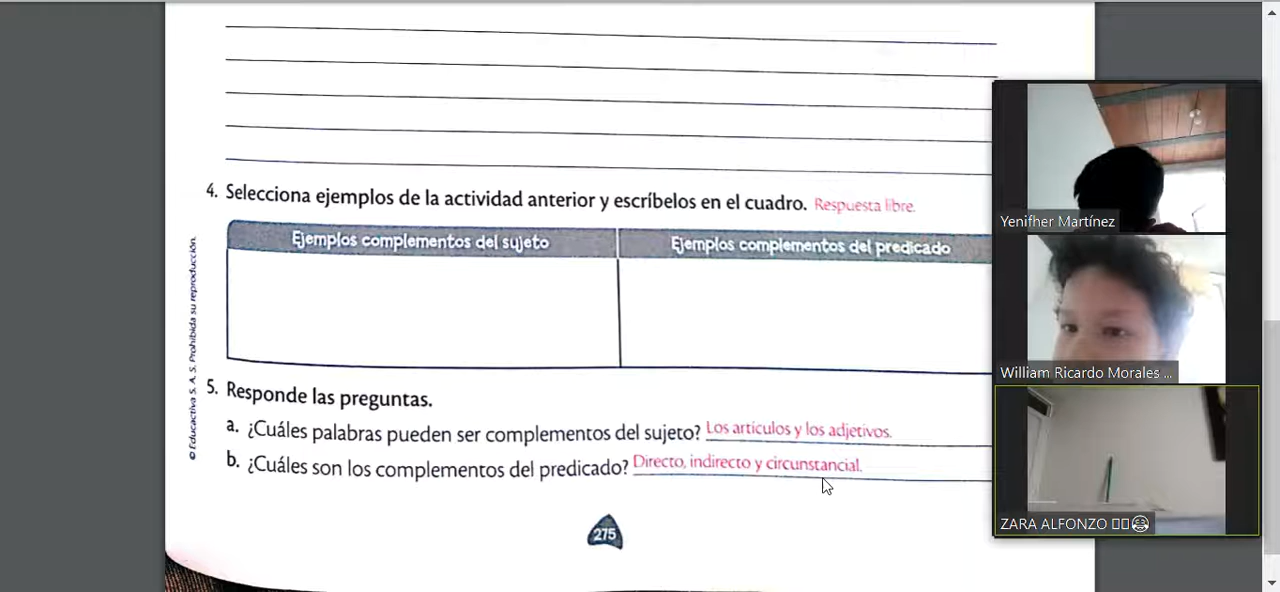 4. Selecciona ejemplos de la actividad anterior y escríbelos en el cuadro. Respuesta libre.
Ejemplos complementos del sujeto
Ejemplos complementos del predicado
© Educactiva S. A. S. Prohibida su reproducción.
5. Responde las preguntas.
a. ¿Cuáles palabras pueden ser complementos del sujeto? Los artículos y los adjetivos.
b. ¿Cuáles son los complementos del predicado? Directo, indirecto y circunstancial.
275
Yenifher Martínez
William Ricardo Morales ...
ZARA ALFONZO